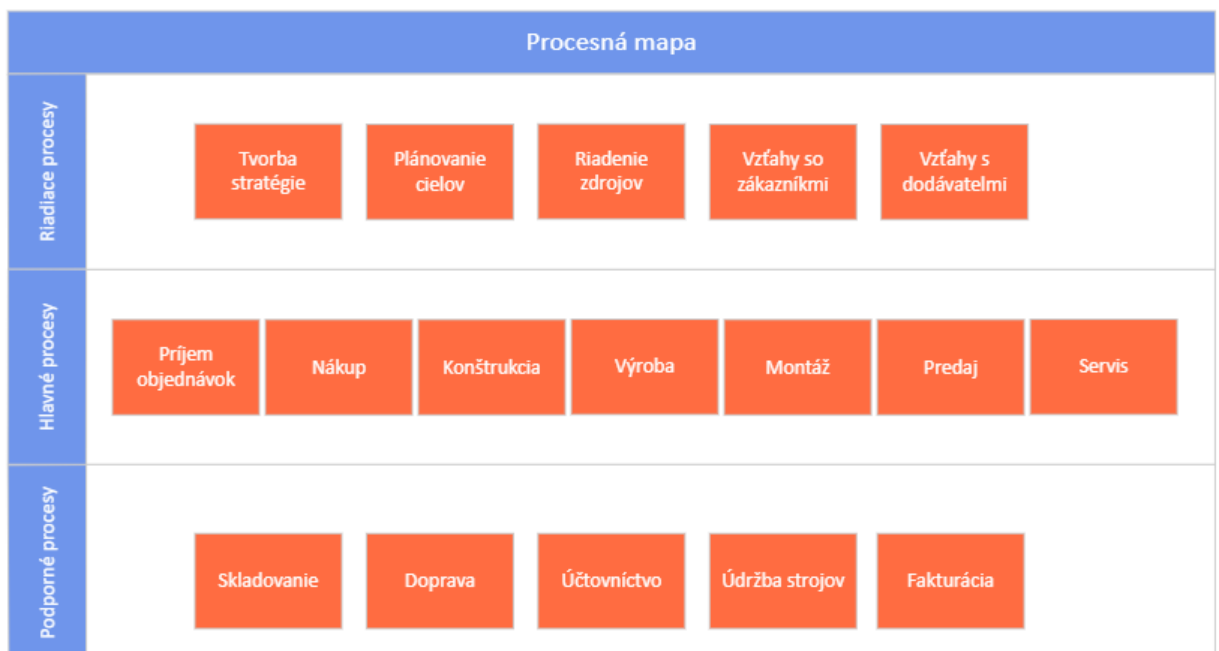 Procesná mapa
Riadiace procesy
Tvorba
stratégie
Plánovanie
cielov
Riadenie
zdrojov
Vzťahy so
zákazníkmi
Vzťahy s
dodávatelmi
Hlavné procesy
Príjem
objednávok
Nákup
Konštrukcia
Výroba
Montáž
Predaj
Servis
Podporné procesy
Skladovanie
Doprava
Účtovníctvo
Údržba strojov
Fakturácia